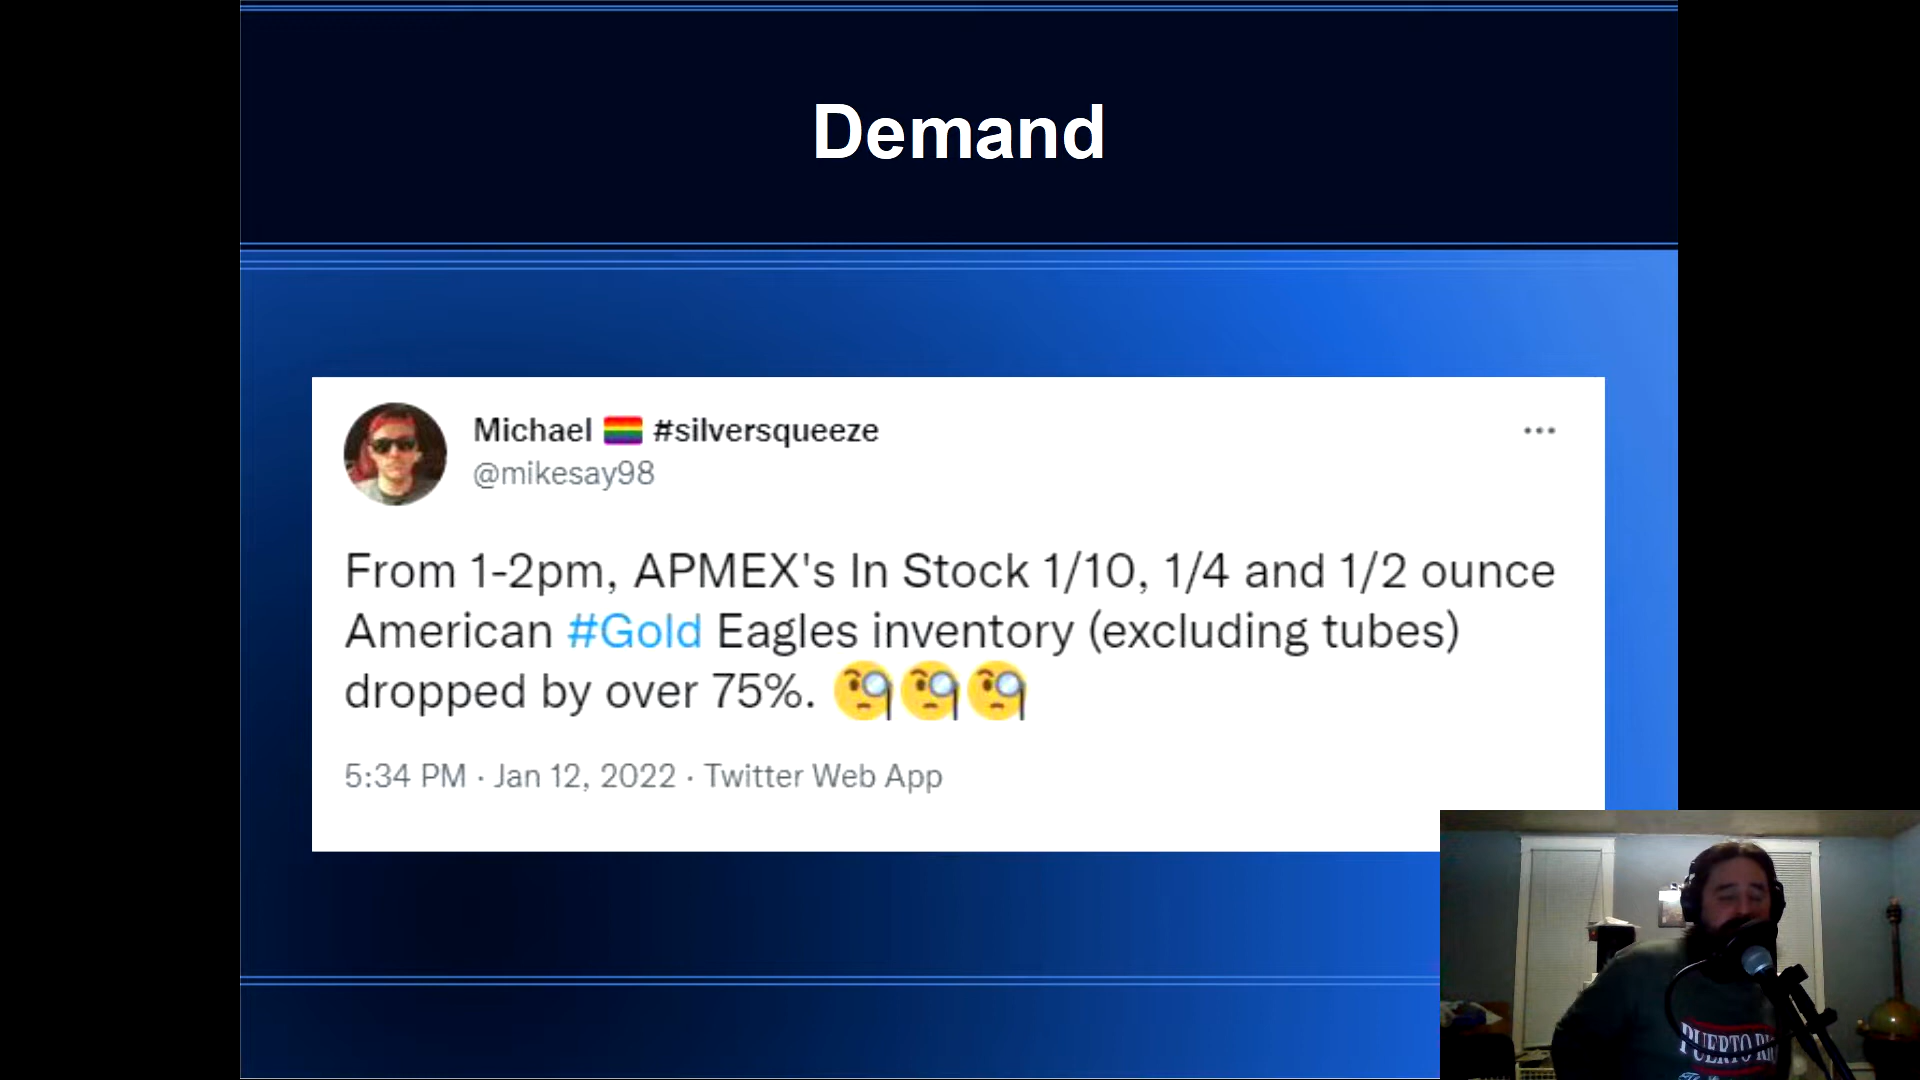 Demand
Michael 🏳️‍🌈 #silversqueeze
@mikesay98
From 1-2pm, APMEX's In Stock 1/10, 1/4 and 1/2 ounce
American #Gold Eagles inventory (excluding tubes)
dropped by over 75%. 🧐🧐🧐
5:34 PM · Jan 12, 2022 · Twitter Web App
PUERTO